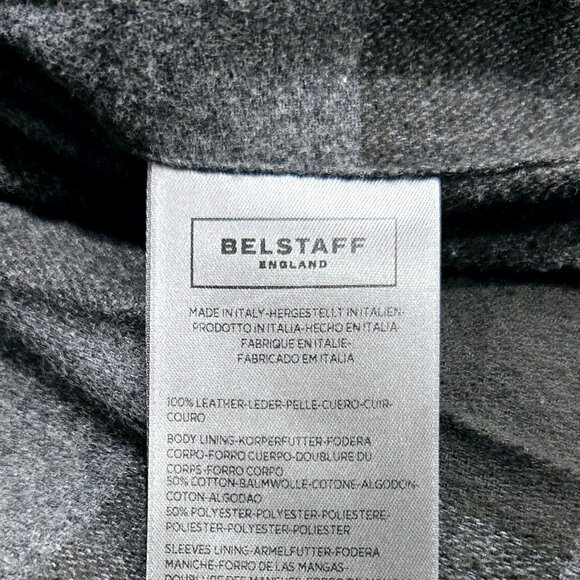 BELSTAFF
ENGLAND
MADE IN ITALY-HERGESTELLT IN ITALIEN-
PRODOTTO IN ITALIA-HECHO EN ITALIA-
FABRIQUE EN ITALIE-
FABRICADO EM ITALIA
100% LEATHER-LEDER-PELLE-CUERO-CUIR-
COURO
BODY LINING-KORPERFUTTER-FODERA
CORPO-FORRO CUERPO-DOUBLURE DU
CORPS-FORRO CORPO
50% COTTON-BAUMWOLLE-COTONE-ALGODON-
COTON-ALGODAO
50% POLYESTER-POLYESTER-POLIESTERE-
POLIESTER-POLYESTER-POLIESTER
SLEEVES LINING-ARMELFUTTER-FODERA
MANICHE-FORRO DE LAS MANGAS-
DOUBLURE DES